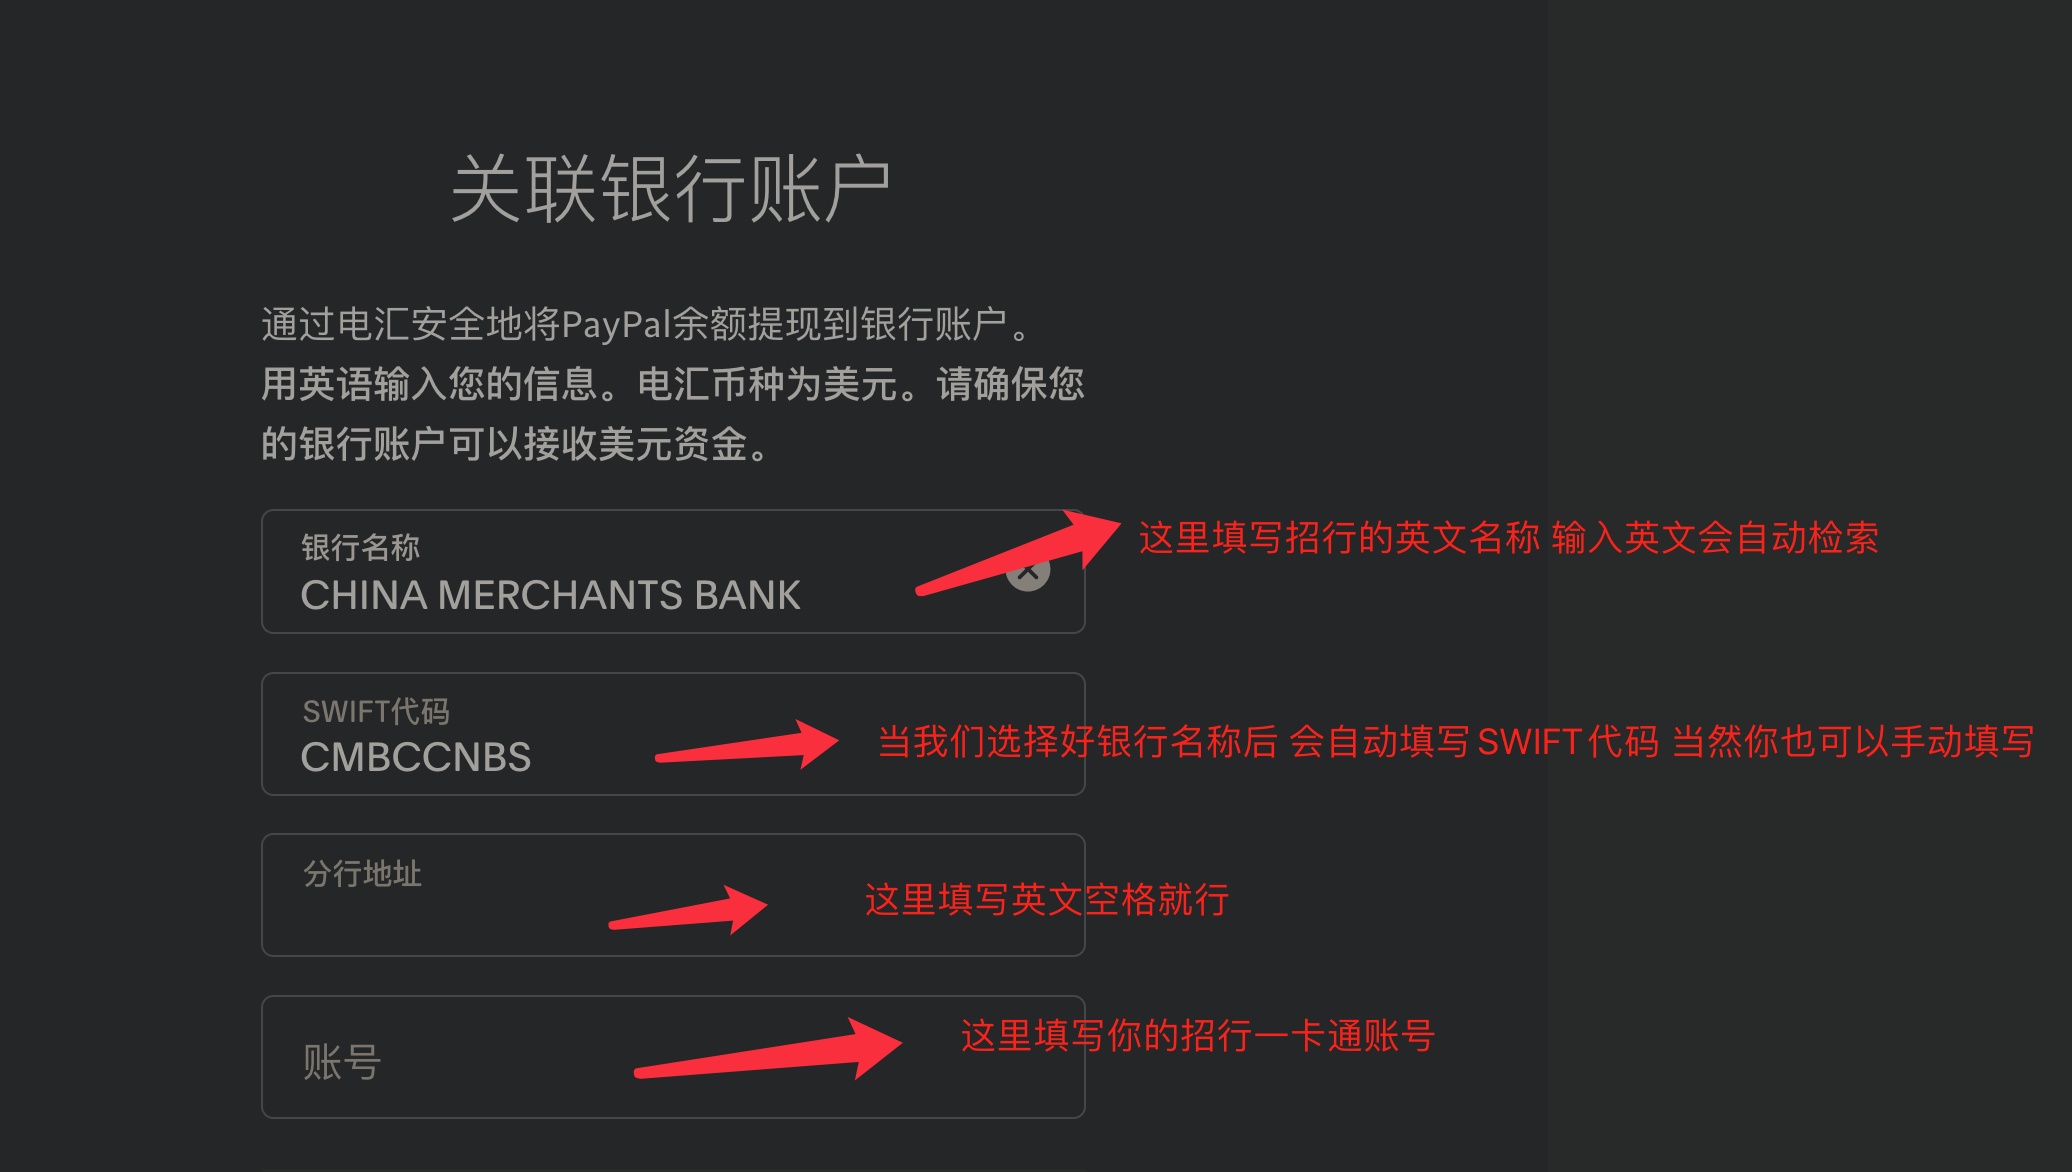 关联银行账户
通过电汇安全地将PayPal余额提现到银行账户。
用英语输入您的信息。电汇币种为美元。请确保您
的银行账户可以接收美元资金。
银行名称
CHINA MERCHANTS BANK
这里填写招行的英文名称 输入英文会自动检索
SWIFT代码
CMBCCNBS
当我们选择好银行名称后 会自动填写SWIFT代码 当然你也可以手动填写
分行地址
这里填写英文空格就行
账号
这里填写你的招行一卡通账号